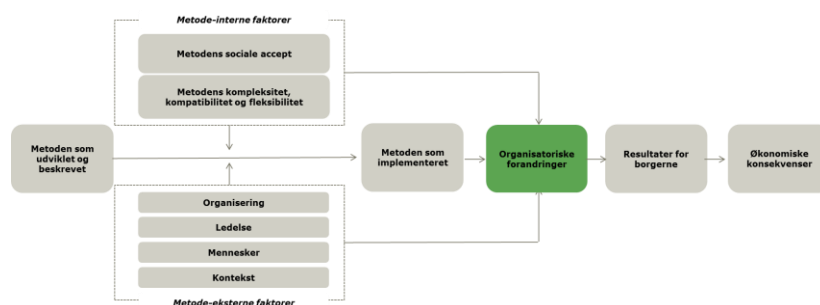 Metode-interne faktorer
Metodens sociale accept
Metodens kompleksitet,
kompatibilitet og fleksibilitet
Metoden som
udviklet og
beskrevet
Metoden som
implementeret
Organisatoriske
forandringer
Resultater for
borgerne
Økonomiske
konsekvenser
Organisering
Ledelse
Mennesker
Kontekst
Metode-eksterne faktorer